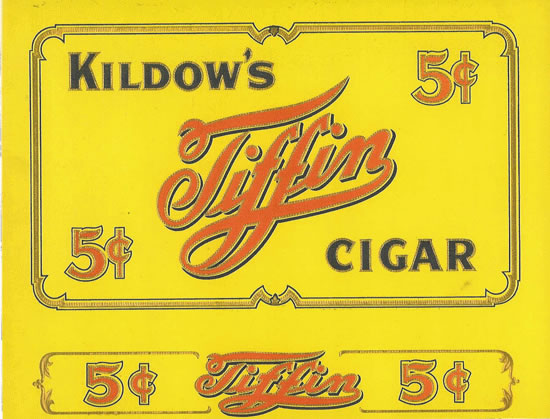 KILDOW'S 5¢
Tiffin
5¢ CIGAR
5¢ Tiffin 5¢